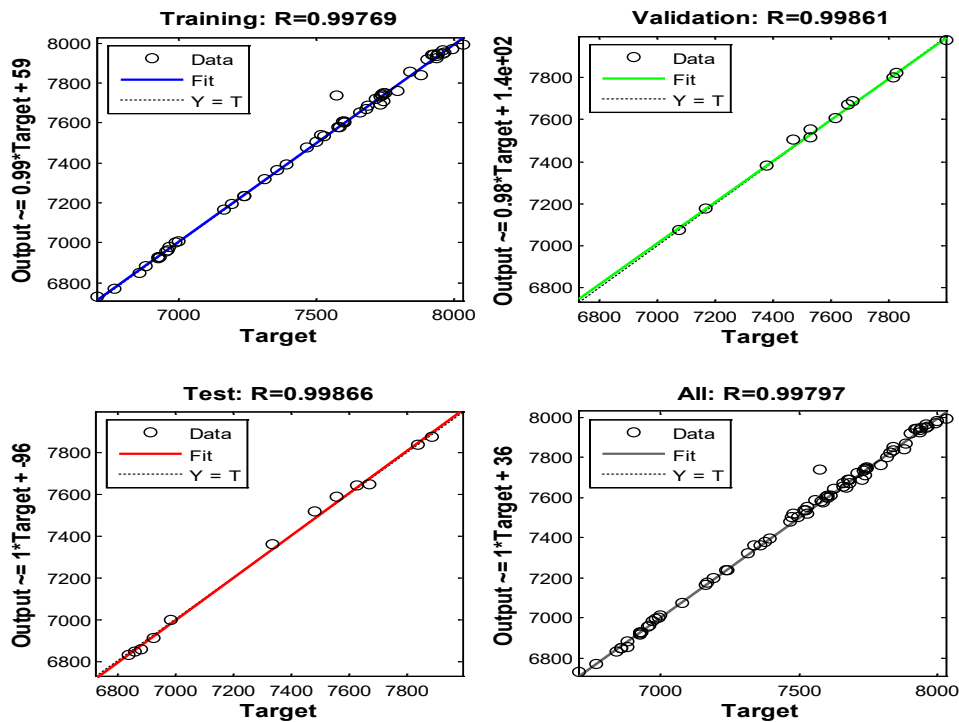 Training: R=0.99769
Output ~= 0.99*Target + 59
8000
7800
7600
7400
7200
7000
6800
Data
Fit
Y = T
7000 7500 8000
Target
Validation: R=0.99861
Output ~= 0.98*Target + 1.4e+02
7800
7600
7400
7200
7000
6800
Data
Fit
Y = T
6800 7000 7200 7400 7600 7800
Target
Test: R=0.99866
Output ~= 1*Target + -96
7800
7600
7400
7200
7000
6800
Data
Fit
Y = T
6800 7000 7200 7400 7600 7800
Target
All: R=0.99797
Output ~= 1*Target + 36
8000
7800
7600
7400
7200
7000
6800
Data
Fit
Y = T
7000 7500 8000
Target